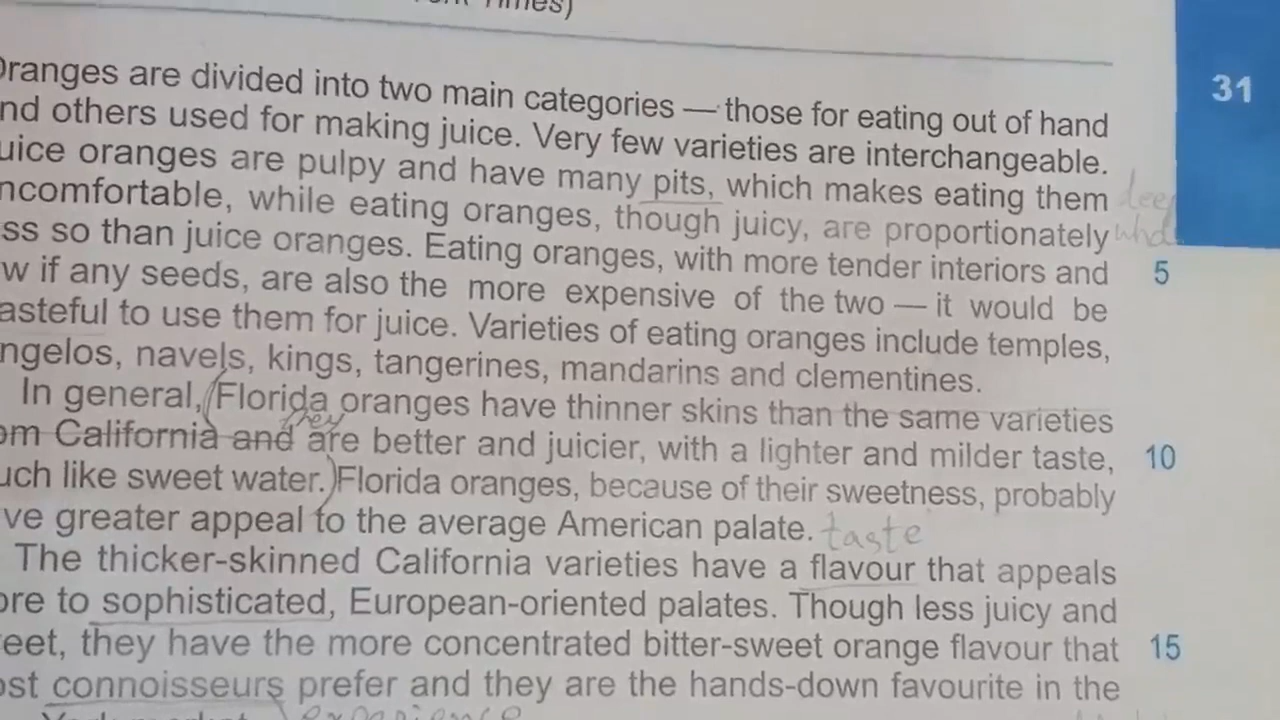 Times)
31
Oranges are divided into two main categories — those for eating out of hand
nd others used for making juice. Very few varieties are interchangeable.
uice oranges are pulpy and have many pits, which makes eating them
ncomfortable, while eating oranges, though juicy, are proportionately
ss so than juice oranges. Eating oranges, with more tender interiors and 5
w if any seeds, are also the more expensive of the two — it would be
asteful to use them for juice. Varieties of eating oranges include temples,
ngelos, navels, kings, tangerines, mandarins and clementines.
In general, (Florida oranges have thinner skins than the same varieties
they
om California and are better and juicier, with a lighter and milder taste, 10
uch like sweet water.) Florida oranges, because of their sweetness, probably
ve greater appeal to the average American palate. taste
The thicker-skinned California varieties have a flavour that appeals
ore to sophisticated, European-oriented palates. Though less juicy and
eet, they have the more concentrated bitter-sweet orange flavour that 15
ost connoisseurs prefer and they are the hands-down favourite in the
experience